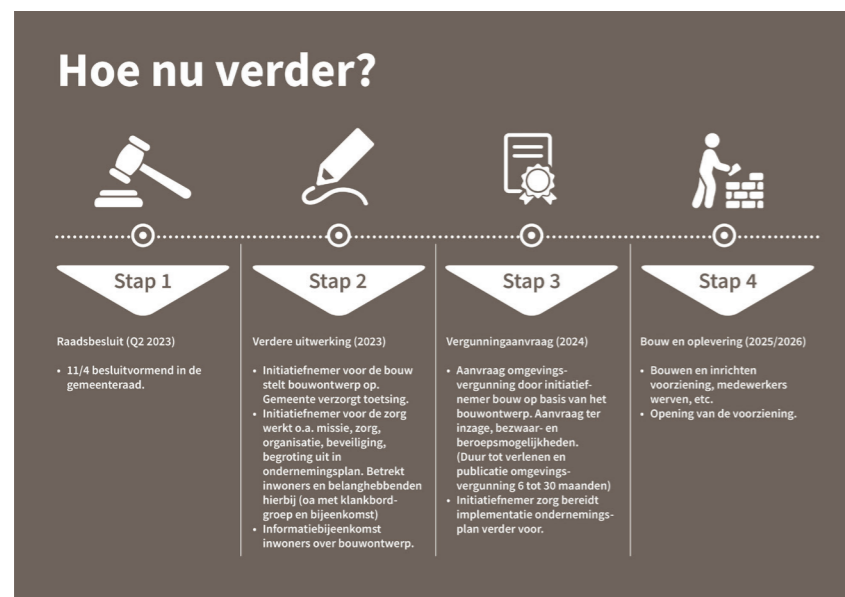 Hoe nu verder?
Stap 1
Raadsbesluit (Q2 2023)
• 11/4 besluitvormend in de
gemeenteraad.
Stap 2
Verdere uitwerking (2023)
• Initiatiefnemer voor de bouw
stelt bouwontwerp op.
Gemeente verzorgt toetsing.
• Initiatiefnemer voor de zorg
werkt o.a. missie, zorg,
organisatie, beveiliging,
begroting uit in
ondernemingsplan. Betrekt
inwoners en belanghebbenden
hierbij (oa met klankbord-
groep en bijeenkomst)
• Informatiebijeenkomst
inwoners over bouwontwerp.
Stap 3
Vergunningaanvraag (2024)
• Aanvraag omgevings-
vergunning door initiatief-
nemer bouw op basis van het
bouwontwerp. Aanvraag ter
inzage, bezwaar- en
beroepsmogelijkheden.
(Duur tot verlenen en
publicatie omgevings-
vergunning 6 tot 30 maanden)
• Initiatiefnemer zorg bereidt
implementatie ondernemings-
plan verder voor.
Stap 4
Bouw en oplevering (2025/2026)
• Bouwen en inrichten
voorziening, medewerkers
werven, etc.
• Opening van de voorziening.